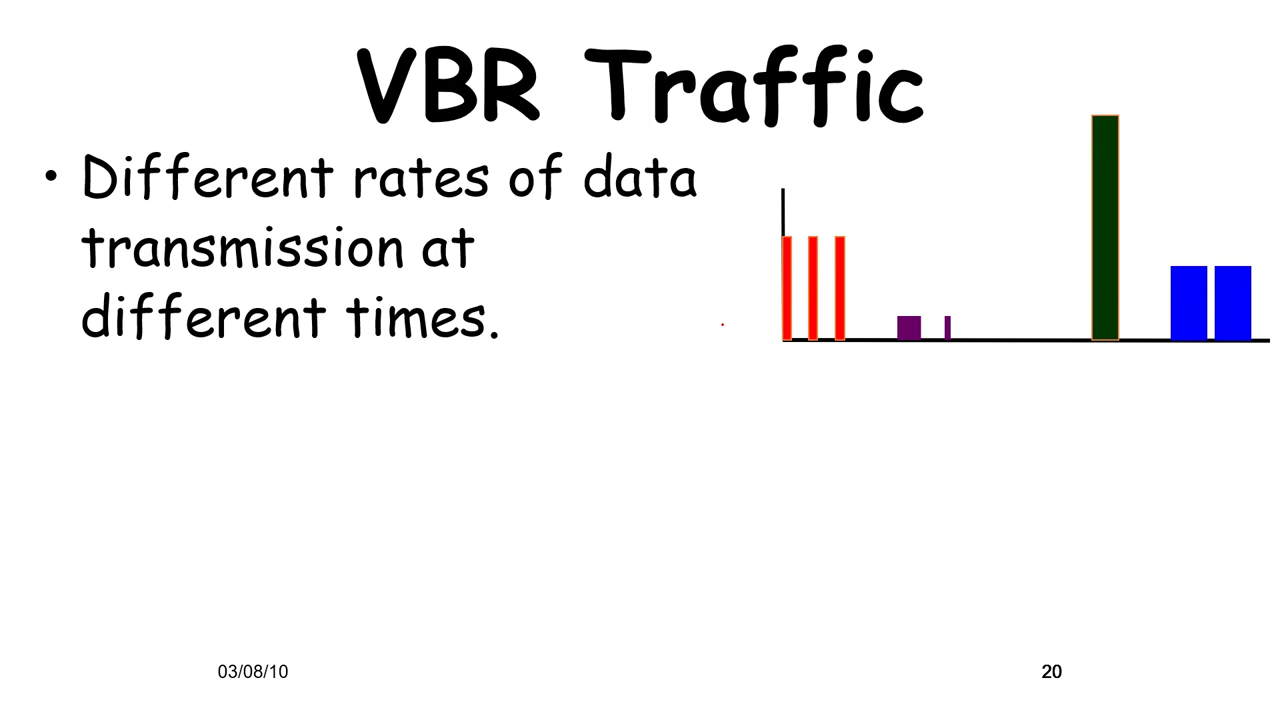 VBR Traffic
• Different rates of data
transmission at
different times.
03/08/10
20